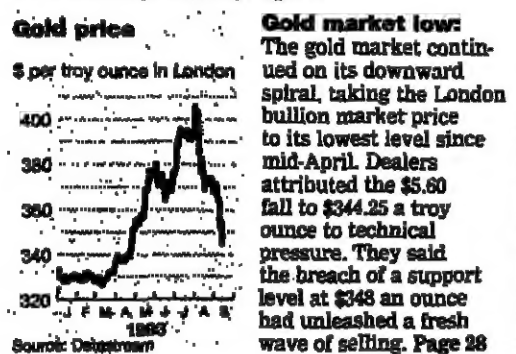 Gold price
$ per troy ounce in London
400
380
360
340
320
J F M A M J J A S
1993
Source: Datastream
Gold market low:
The gold market contin-
ued on its downward
spiral, taking the London
bullion market price
to its lowest level since
mid-April. Dealers
attributed the $5.60
fall to $344.25 a troy
ounce to technical
pressure. They said
the breach of a support
level at $348 an ounce
had unleashed a fresh
wave of selling. Page 28